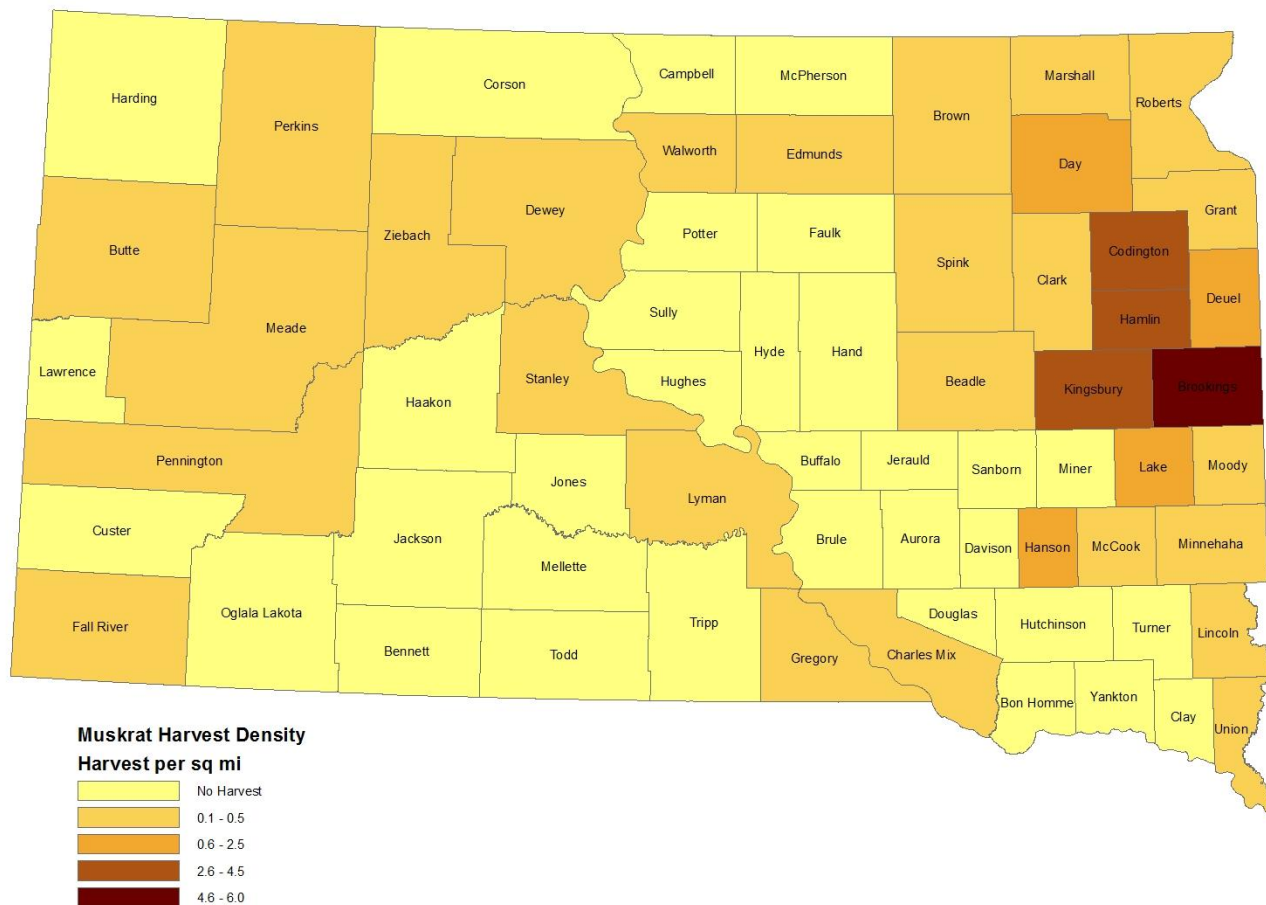 Harding
Perkins
Corson
Campbell
McPherson
Brown
Marshall
Roberts
Walworth
Edmunds
Day
Butte
Ziebach
Dewey
Potter
Faulk
Spink
Clark
Codington
Grant
Meade
Sully
Hyde
Hand
Hamlin
Deuel
Lawrence
Haakon
Stanley
Hughes
Beadle
Kingsbury
Brookings
Pennington
Jones
Lyman
Buffalo
Jerauld
Sanborn
Miner
Lake
Moody
Custer
Jackson
Mellette
Brule
Aurora
Davison
Hanson
McCook
Minnehaha
Fall River
Oglala Lakota
Bennett
Todd
Tripp
Gregory
Charles Mix
Douglas
Hutchinson
Turner
Lincoln
Bon Homme
Yankton
Clay
Union
Muskrat Harvest Density
Harvest per sq mi
No Harvest
0.1 - 0.5
0.6 - 2.5
2.6 - 4.5
4.6 - 6.0